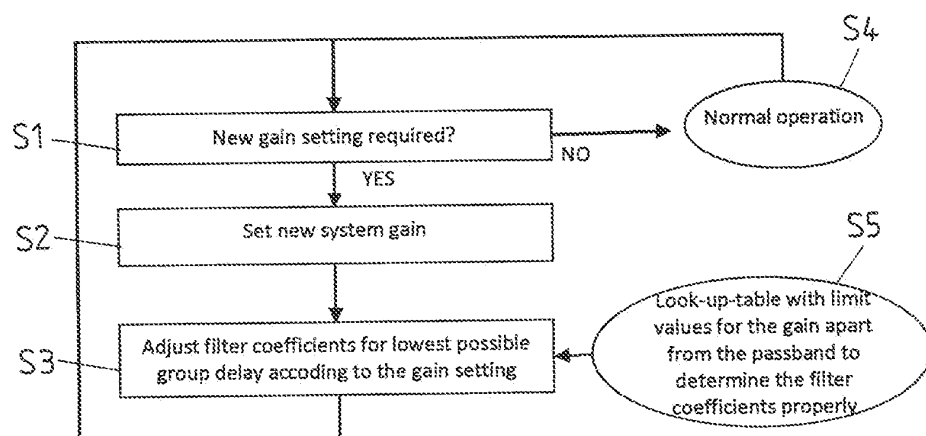 S4
Normal operation
S1
New gain setting required?
NO
YES
S2
Set new system gain
S5
S3
Adjust filter coefficients for lowest possible
group delay accoding to the gain setting
Look-up-table with limit
values for the gain apart
from the passband to
determine the filter
coefficients properly